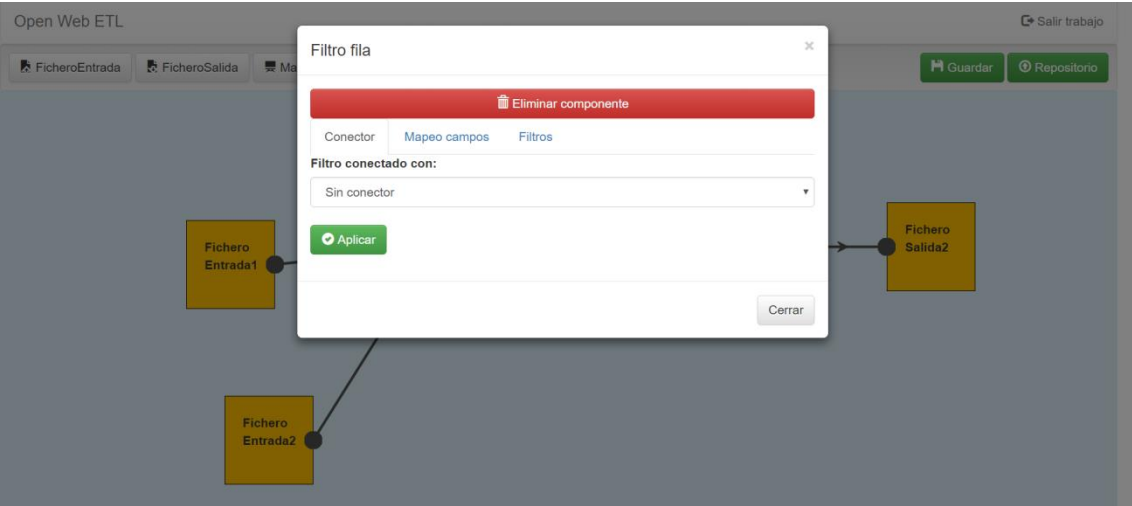 Open Web ETL
Salir trabajo
Filtro fila
×
FicheroEntrada
FicheroSalida
Ma
Guardar
Repositorio
Eliminar componente
Conector
Mapeo campos
Filtros
Filtro conectado con:
Sin conector
Aplicar
Cerrar
Fichero
Entrada1
Fichero
Salida2
Fichero
Entrada2